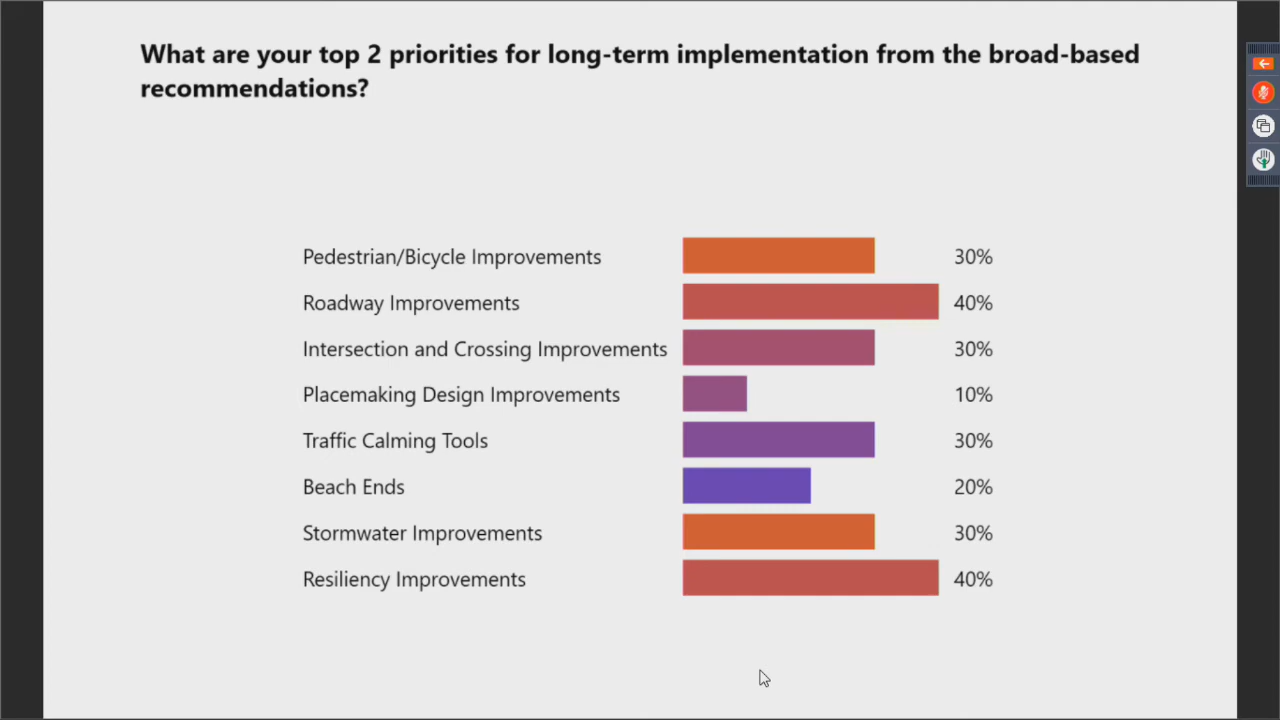 What are your top 2 priorities for long-term implementation from the broad-based
recommendations?
Pedestrian/Bicycle Improvements 30%
Roadway Improvements 40%
Intersection and Crossing Improvements 30%
Placemaking Design Improvements 10%
Traffic Calming Tools 30%
Beach Ends 20%
Stormwater Improvements 30%
Resiliency Improvements 40%